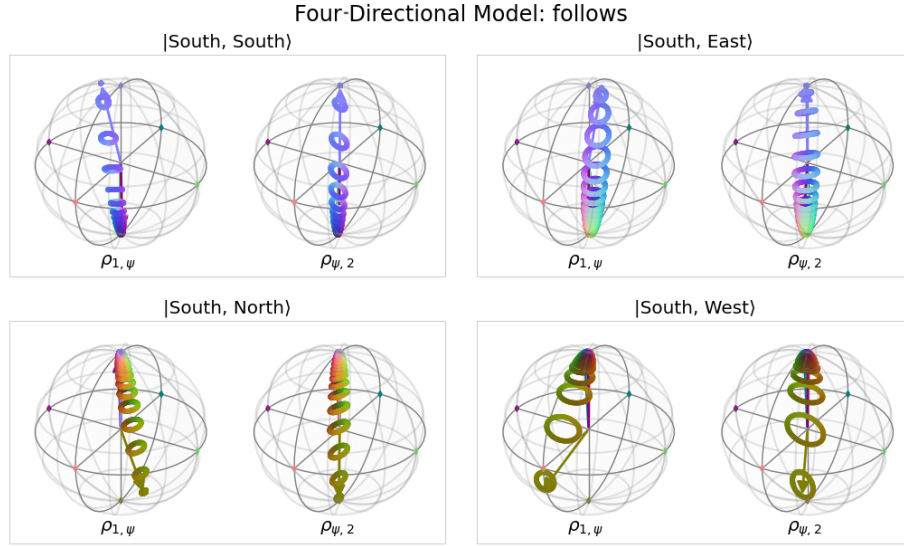 Four-Directional Model: follows
|South, South⟩
|South, East⟩
ρ₁,ψ
ρψ,₂
ρ₁,ψ
ρψ,₂
|South, North⟩
|South, West⟩
ρ₁,ψ
ρψ,₂
ρ₁,ψ
ρψ,₂